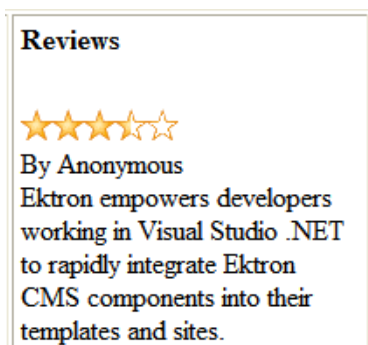 Reviews
By Anonymous
Ektron empowers developers
working in Visual Studio .NET
to rapidly integrate Ektron
CMS components into their
templates and sites.